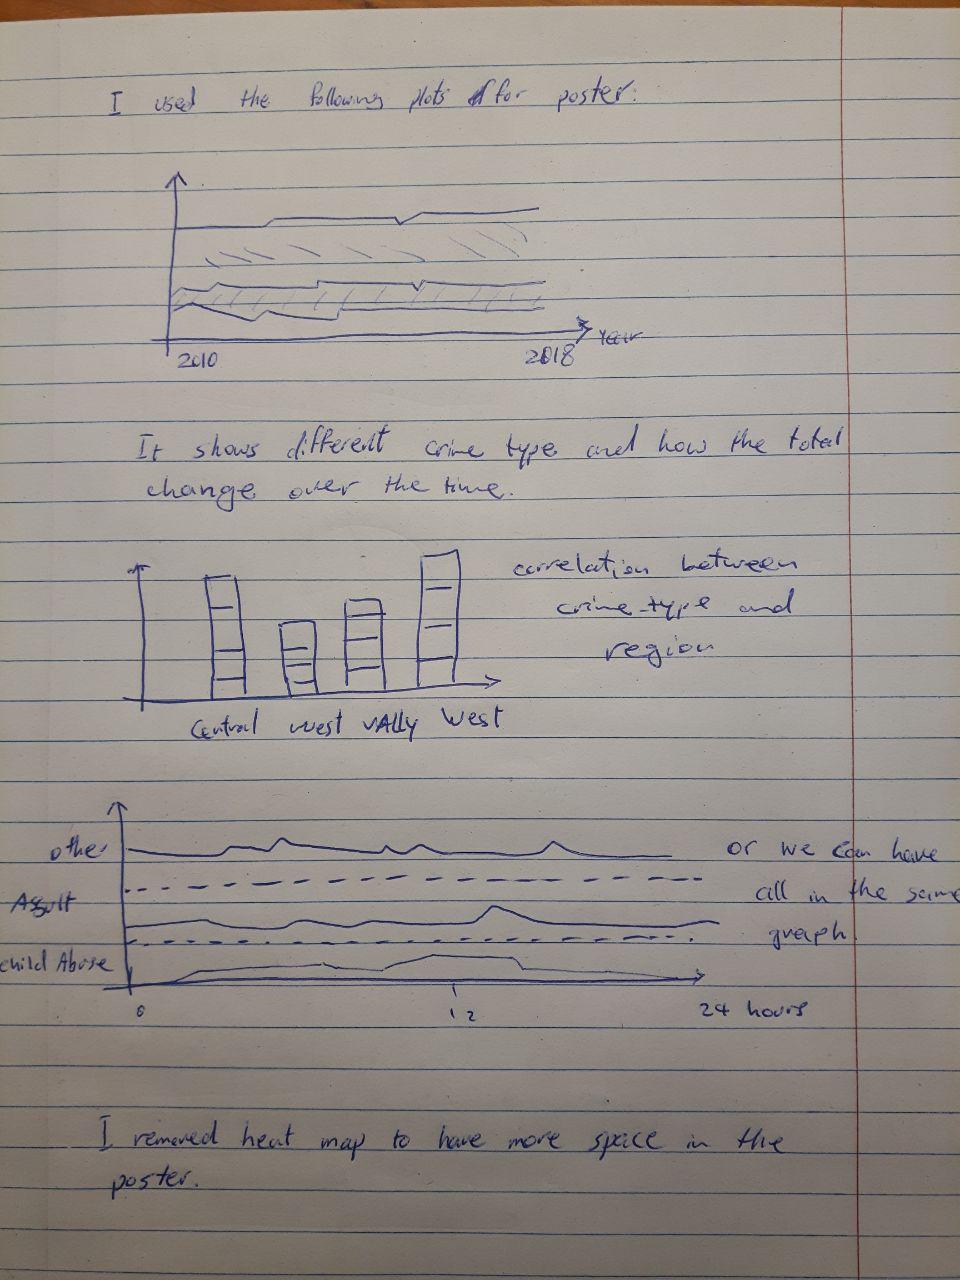 I used the following plots for poster:
Year
2010 2018
It shows different crime type and how the total
change over the time.
correlation between
crime-type and
region
Central west vAlly West
other
Assult
child Abuse
or we can have
all in the same
graph.
0 12 24 hours
I removed heat map to have more space in the
poster.